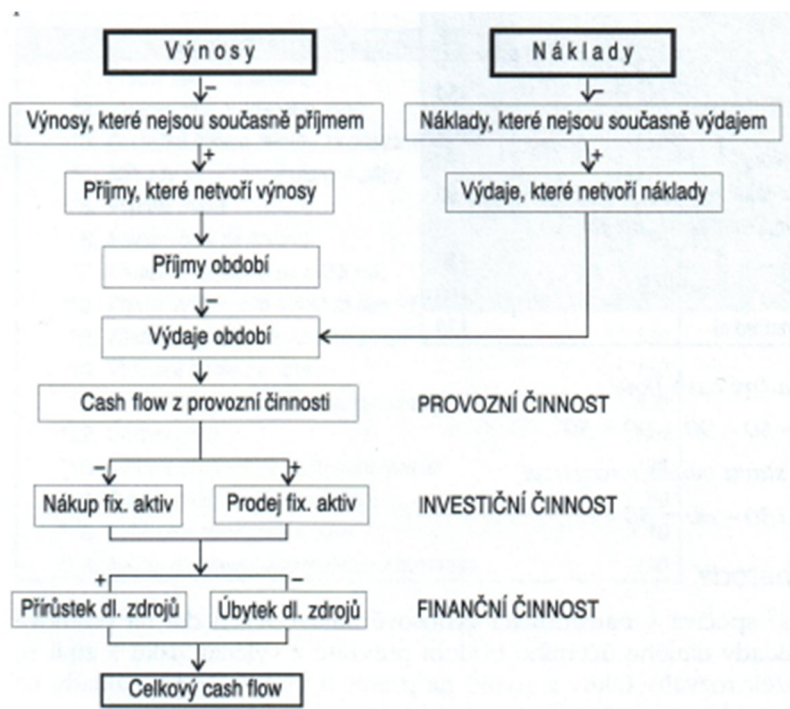 Výnosy
Náklady
–
–
Výnosy, které nejsou současně příjmem
Náklady, které nejsou současně výdajem
+
+
Příjmy, které netvoří výnosy
Výdaje, které netvoří náklady
Příjmy období
–
Výdaje období
Cash flow z provozní činnosti
PROVOZNÍ ČINNOST
–
+
Nákup fix. aktiv
Prodej fix. aktiv
INVESTIČNÍ ČINNOST
+
–
Přírůstek dl. zdrojů
Úbytek dl. zdrojů
FINANČNÍ ČINNOST
Celkový cash flow